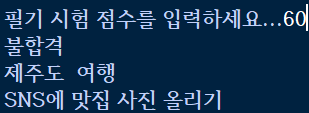 필기 시험 점수를 입력하세요...60
불합격
제주도  여행
SNS에 맛집 사진 올리기